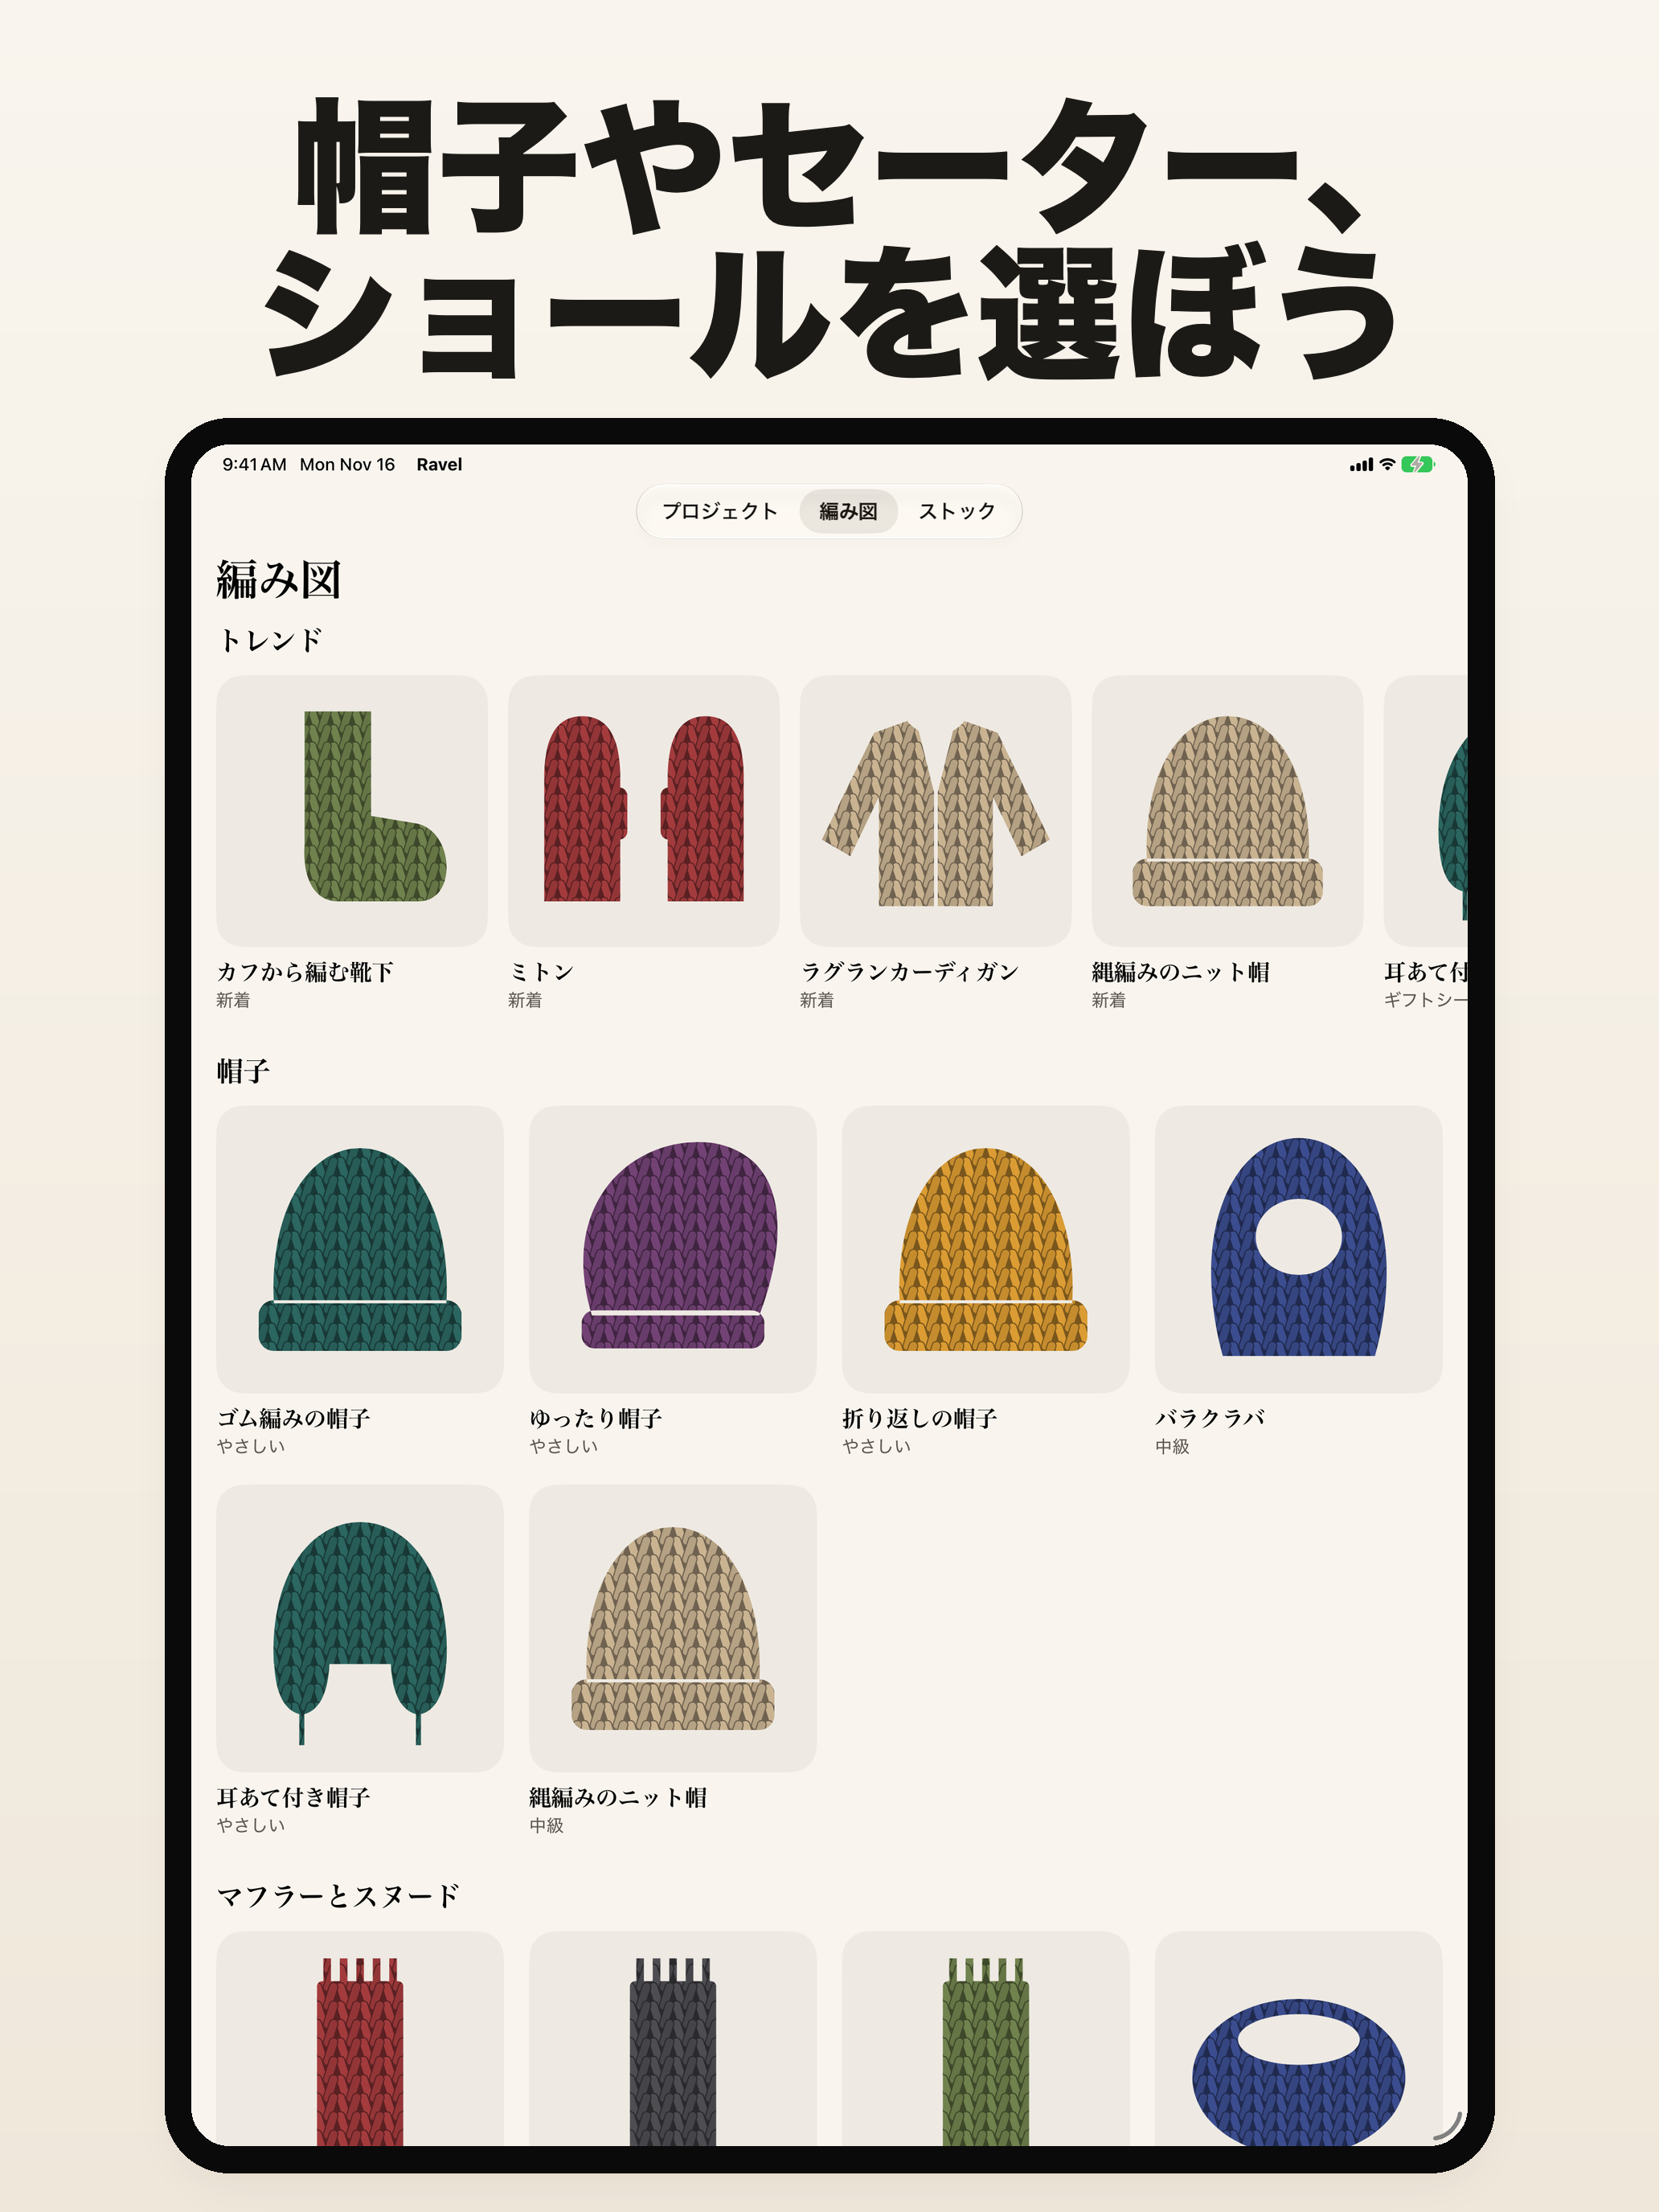 帽子やセーター、
ショールを選ぼう
9:41 AM Mon Nov 16 Ravel
プロジェクト 編み図 ストック
編み図
トレンド
カフから編む靴下 ミトン ラグランカーディガン 縄編みのニット帽 耳あて付
新着 新着 新着 新着 ギフトシー
帽子
ゴム編みの帽子 ゆったり帽子 折り返しの帽子 バラクラバ
やさしい やさしい やさしい 中級
耳あて付き帽子 縄編みのニット帽
やさしい 中級
マフラーとスヌード